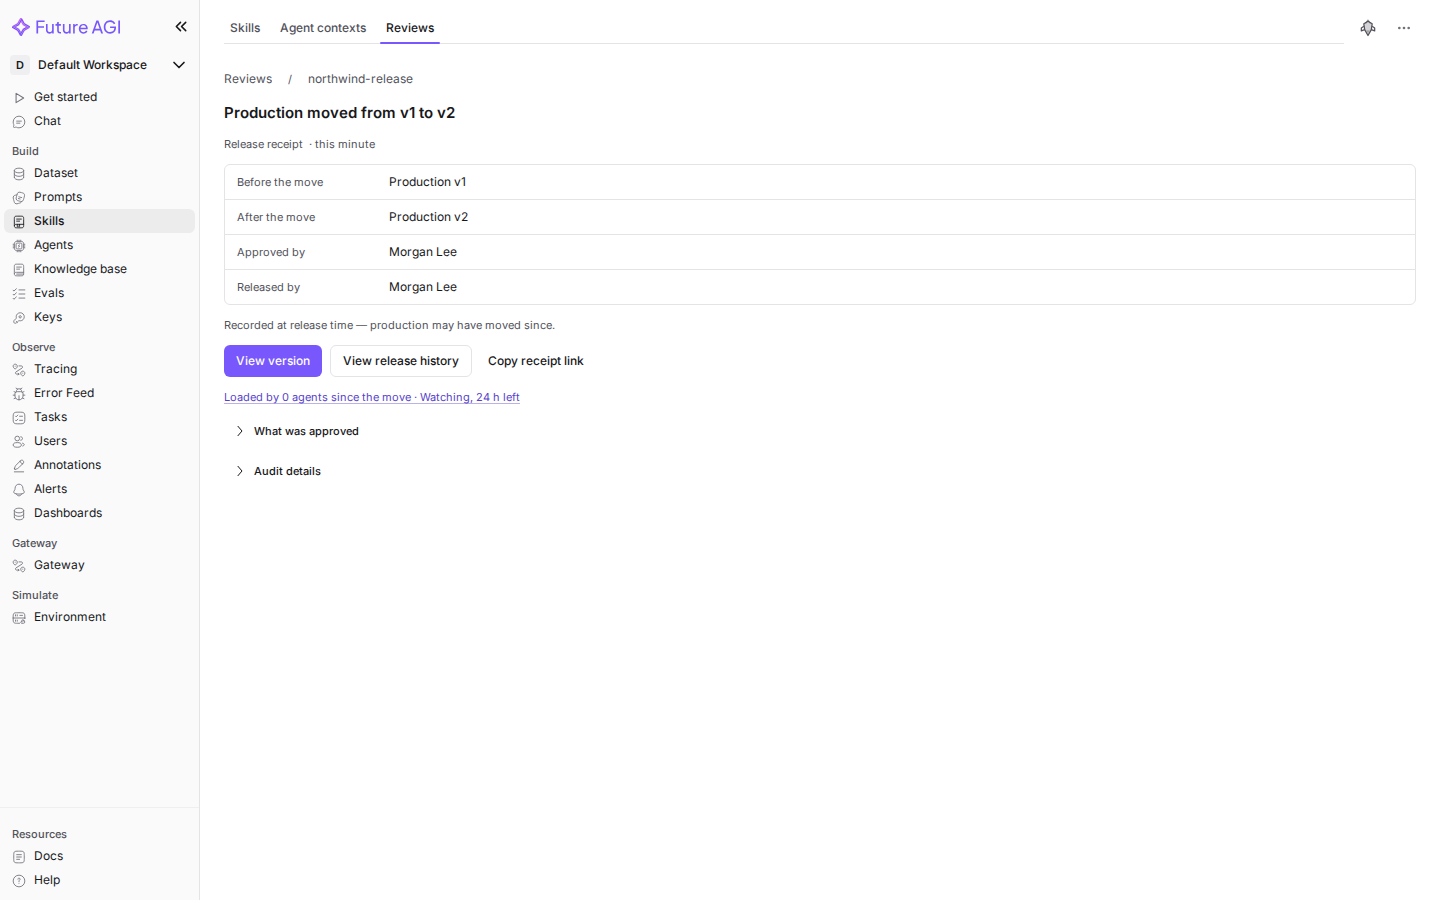 Future AGI
D Default Workspace
Get started
Chat
Build
Dataset
Prompts
Skills
Agents
Knowledge base
Evals
Keys
Observe
Tracing
Error Feed
Tasks
Users
Annotations
Alerts
Dashboards
Gateway
Gateway
Simulate
Environment
Resources
Docs
Help
Skills Agent contexts Reviews
Reviews / northwind-release
Production moved from v1 to v2
Release receipt · this minute
Before the move Production v1
After the move Production v2
Approved by Morgan Lee
Released by Morgan Lee
Recorded at release time — production may have moved since.
View version View release history Copy receipt link
Loaded by 0 agents since the move · Watching, 24 h left
What was approved
Audit details